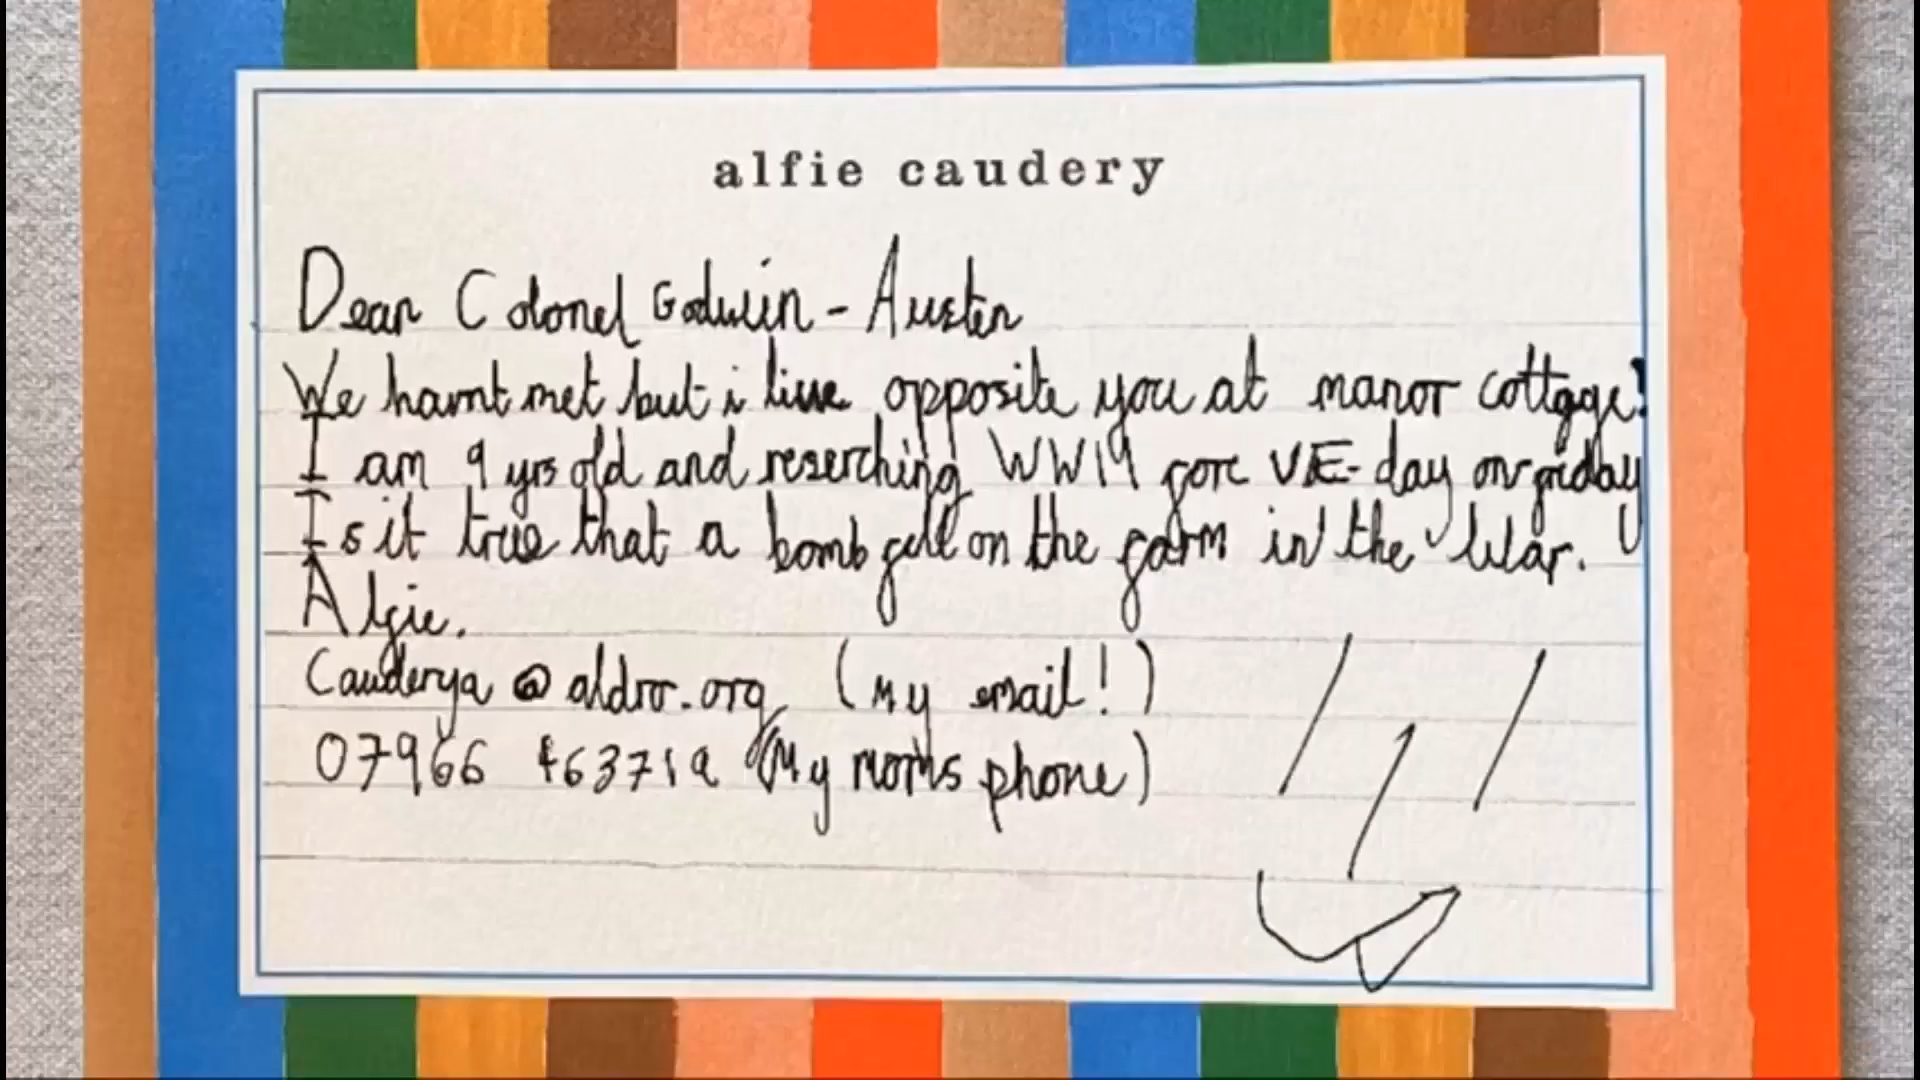 alfie caudery
Dear Colonel Godwin-Austen
We havnt met but i live opposite you at manor cottage!
I am 9 yrs old and reserching WW19 fore VE-day on friday
Is it true that a bomb fell on the farm in the War.
Alfie.
Cauderya@aldro.org (My email!)
07966 463719 (My mom's phone)